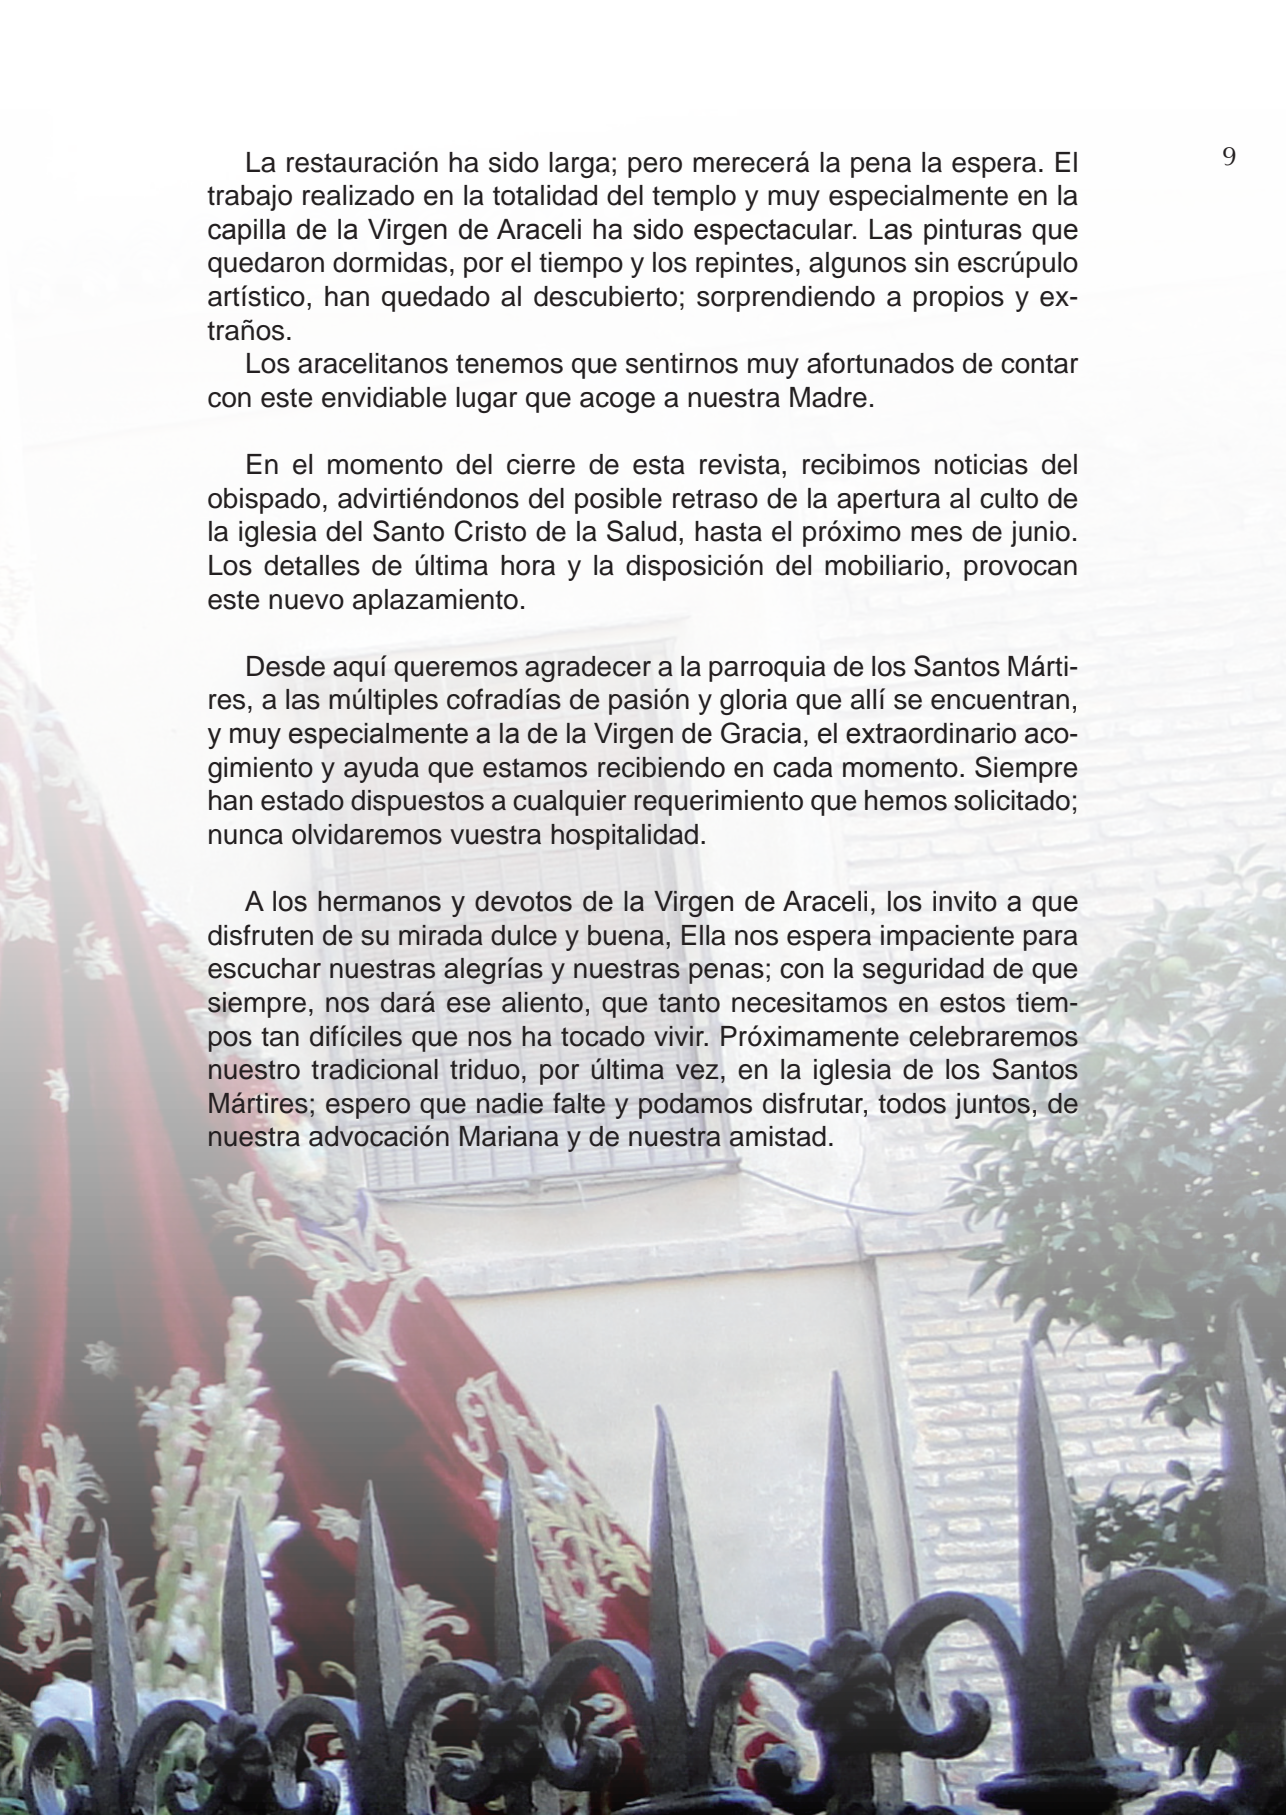 9
La restauración ha sido larga; pero merecerá la pena la espera. El
trabajo realizado en la totalidad del templo y muy especialmente en la
capilla de la Virgen de Araceli ha sido espectacular. Las pinturas que
quedaron dormidas, por el tiempo y los repintes, algunos sin escrúpulo
artístico, han quedado al descubierto; sorprendiendo a propios y ex-
traños.
Los aracelitanos tenemos que sentirnos muy afortunados de contar
con este envidiable lugar que acoge a nuestra Madre.
En el momento del cierre de esta revista, recibimos noticias del
obispado, advirtiéndonos del posible retraso de la apertura al culto de
la iglesia del Santo Cristo de la Salud, hasta el próximo mes de junio.
Los detalles de última hora y la disposición del mobiliario, provocan
este nuevo aplazamiento.
Desde aquí queremos agradecer a la parroquia de los Santos Márti-
res, a las múltiples cofradías de pasión y gloria que allí se encuentran,
y muy especialmente a la de la Virgen de Gracia, el extraordinario aco-
gimiento y ayuda que estamos recibiendo en cada momento. Siempre
han estado dispuestos a cualquier requerimiento que hemos solicitado;
nunca olvidaremos vuestra hospitalidad.
A los hermanos y devotos de la Virgen de Araceli, los invito a que
disfruten de su mirada dulce y buena, Ella nos espera impaciente para
escuchar nuestras alegrías y nuestras penas; con la seguridad de que
siempre, nos dará ese aliento, que tanto necesitamos en estos tiem-
pos tan difíciles que nos ha tocado vivir. Próximamente celebraremos
nuestro tradicional triduo, por última vez, en la iglesia de los Santos
Mártires; espero que nadie falte y podamos disfrutar, todos juntos, de
nuestra advocación Mariana y de nuestra amistad.